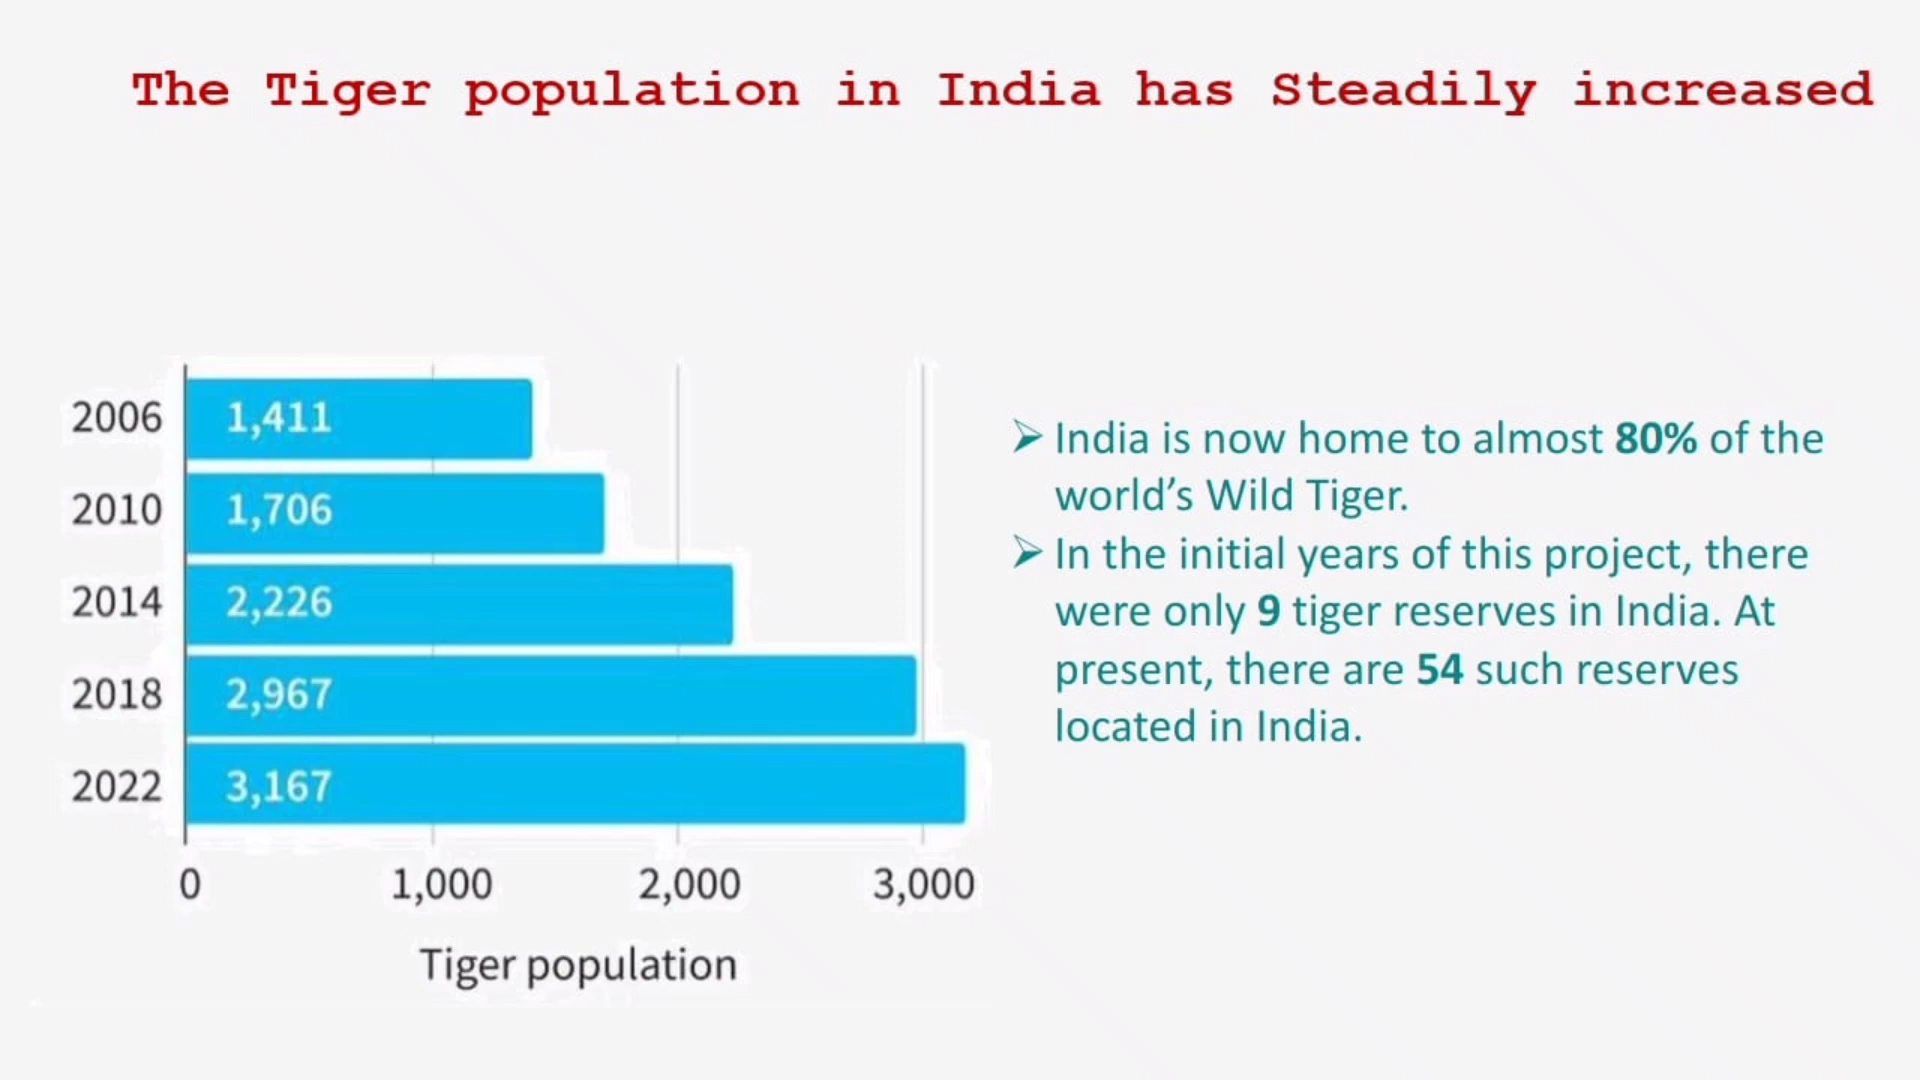 The Tiger population in India has Steadily increased
2006 1,411
2010 1,706
2014 2,226
2018 2,967
2022 3,167
0 1,000 2,000 3,000
Tiger population
➢ India is now home to almost 80% of the
world’s Wild Tiger.
➢ In the initial years of this project, there
were only 9 tiger reserves in India. At
present, there are 54 such reserves
located in India.